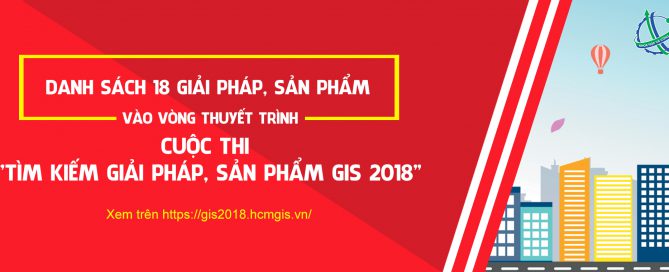 DANH SÁCH 18 GIẢI PHÁP, SẢN PHẨM
VÀO VÒNG THUYẾT TRÌNH
CUỘC THI
"TÌM KIẾM GIẢI PHÁP, SẢN PHẨM GIS 2018"
Xem trên https://gis2018.hcmgis.vn/